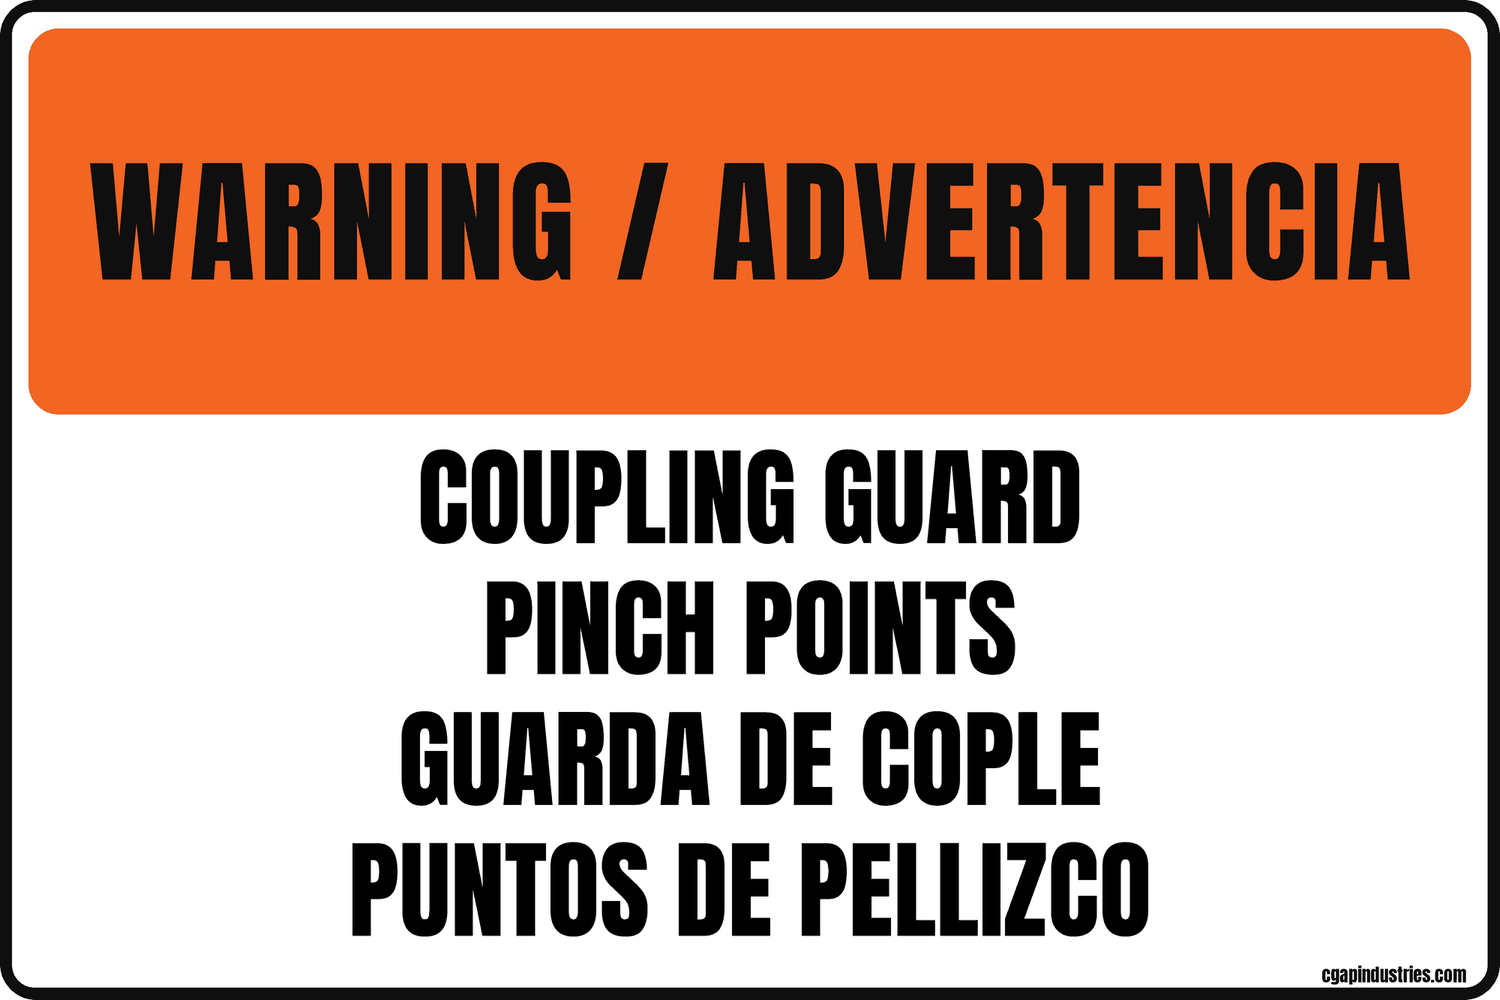 WARNING / ADVERTENCIA
COUPLING GUARD
PINCH POINTS
GUARDA DE COPLE
PUNTOS DE PELLIZCO
cgapindustries.com